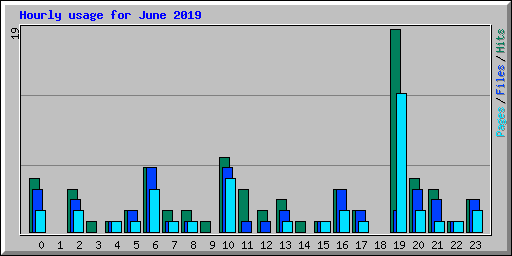 Hourly usage for June 2019
19
Pages/Files/Hits
0 1 2 3 4 5 6 7 8 9 10 11 12 13 14 15 16 17 18 19 20 21 22 23